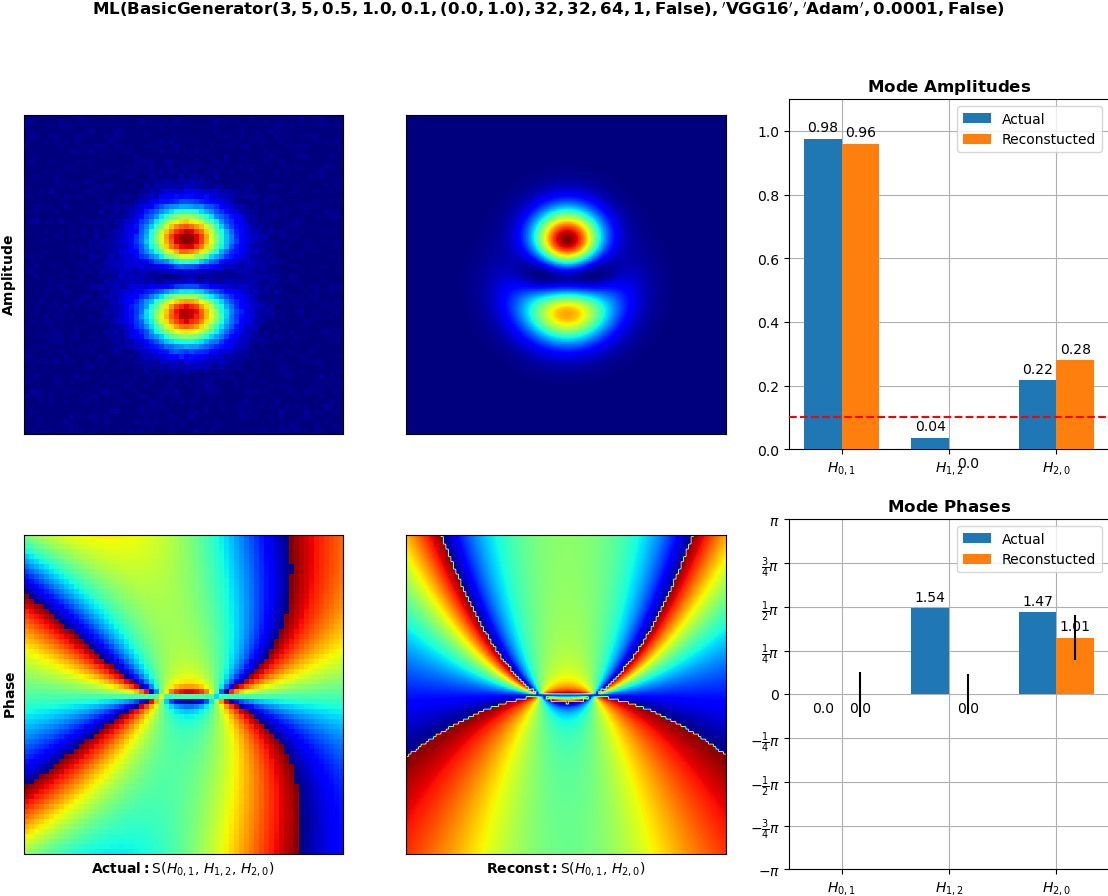 ML(BasicGenerator(3, 5, 0.5, 1.0, 0.1, (0.0, 1.0), 32, 32, 64, 1, False), ′VGG16′, ′Adam′, 0.0001, False)
Amplitude
Mode Amplitudes
Actual
Reconstucted
1.0
0.8
0.6
0.4
0.2
0.0
0.98
0.96
0.04
0.0
0.22
0.28
H0,1
H1,2
H2,0
Phase
Actual: S(H0,1, H1,2, H2,0)
Reconst: S(H0,1, H2,0)
Mode Phases
Actual
Reconstucted
π
3/4π
1/2π
1/4π
0
−1/4π
−1/2π
−3/4π
−π
0.0
0.0
1.54
0.0
1.47
1.01
H0,1
H1,2
H2,0